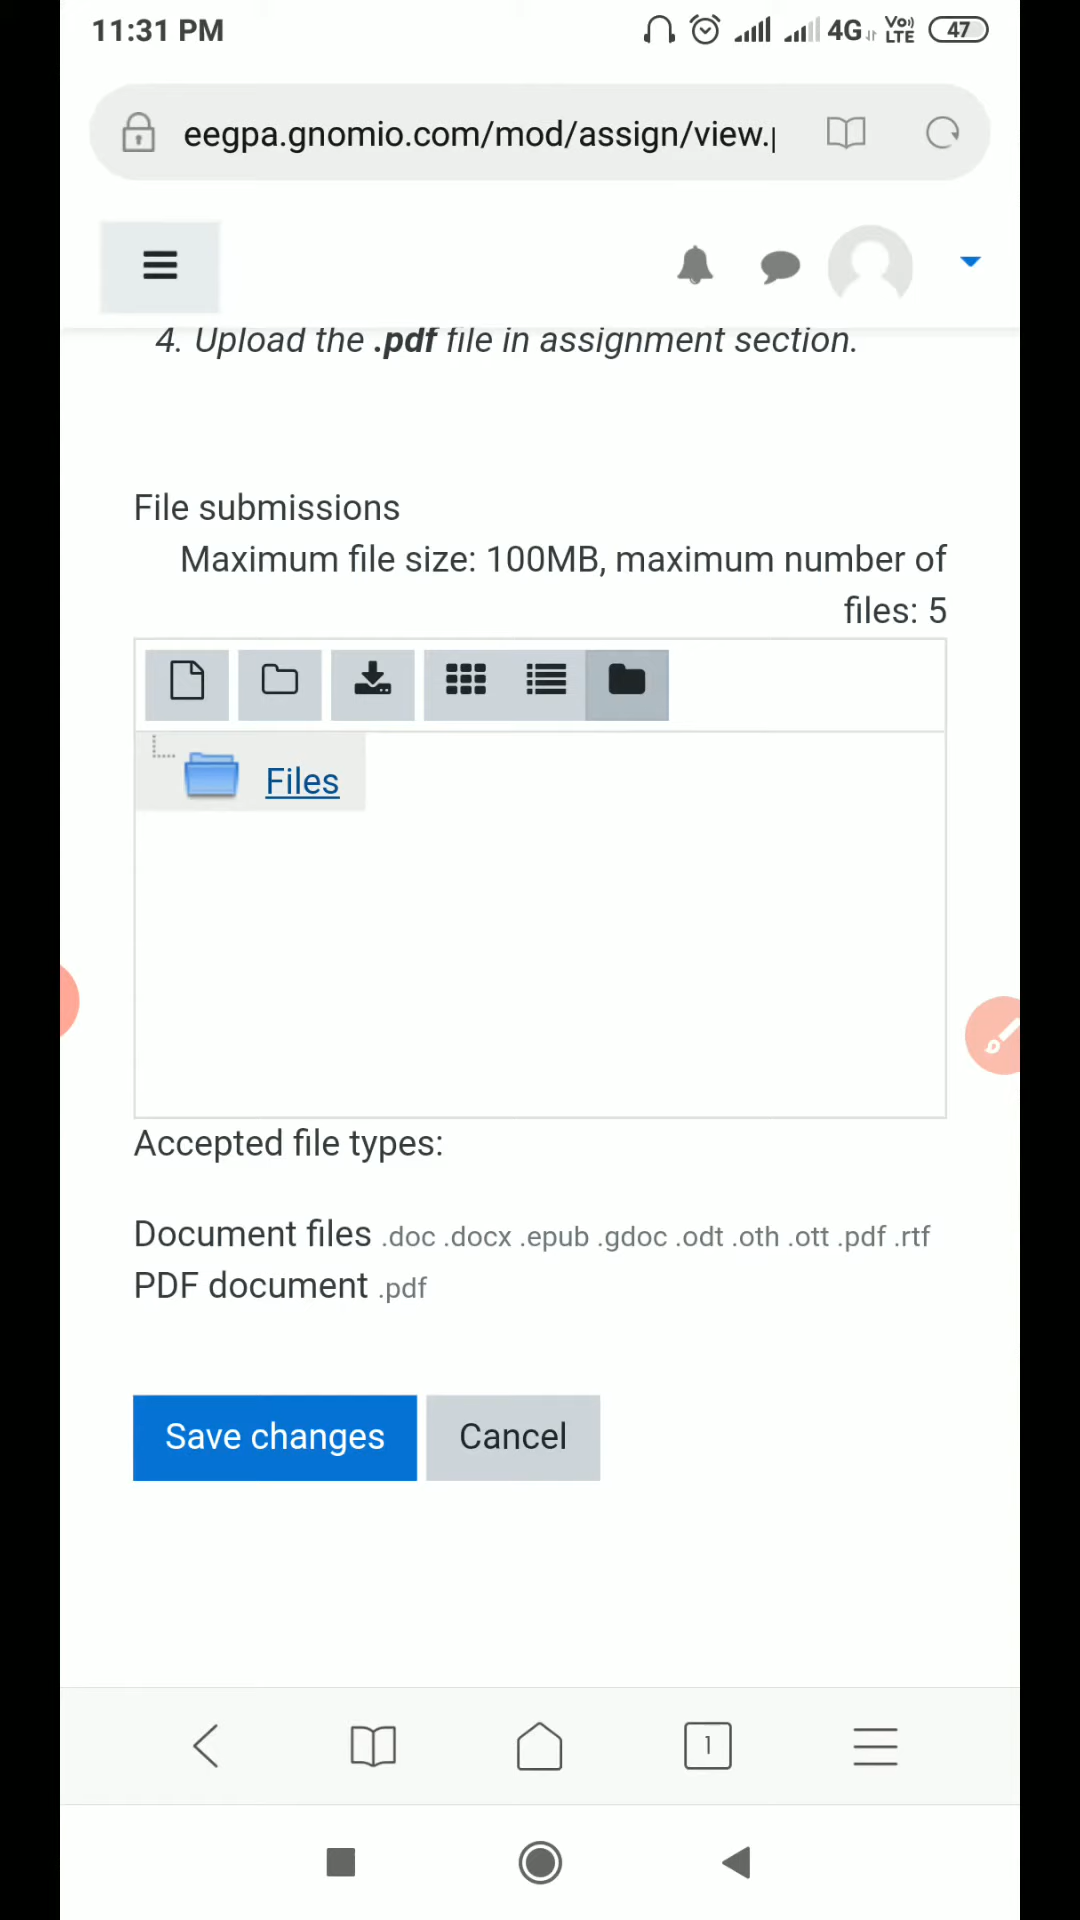 11:31 PM
4G
VoLTE
47
eegpa.gnomio.com/mod/assign/view.p
4. Upload the .pdf file in assignment section.
File submissions
Maximum file size: 100MB, maximum number of
files: 5
Files
Accepted file types:
Document files .doc .docx .epub .gdoc .odt .oth .ott .pdf .rtf
PDF document .pdf
Save changes
Cancel
1